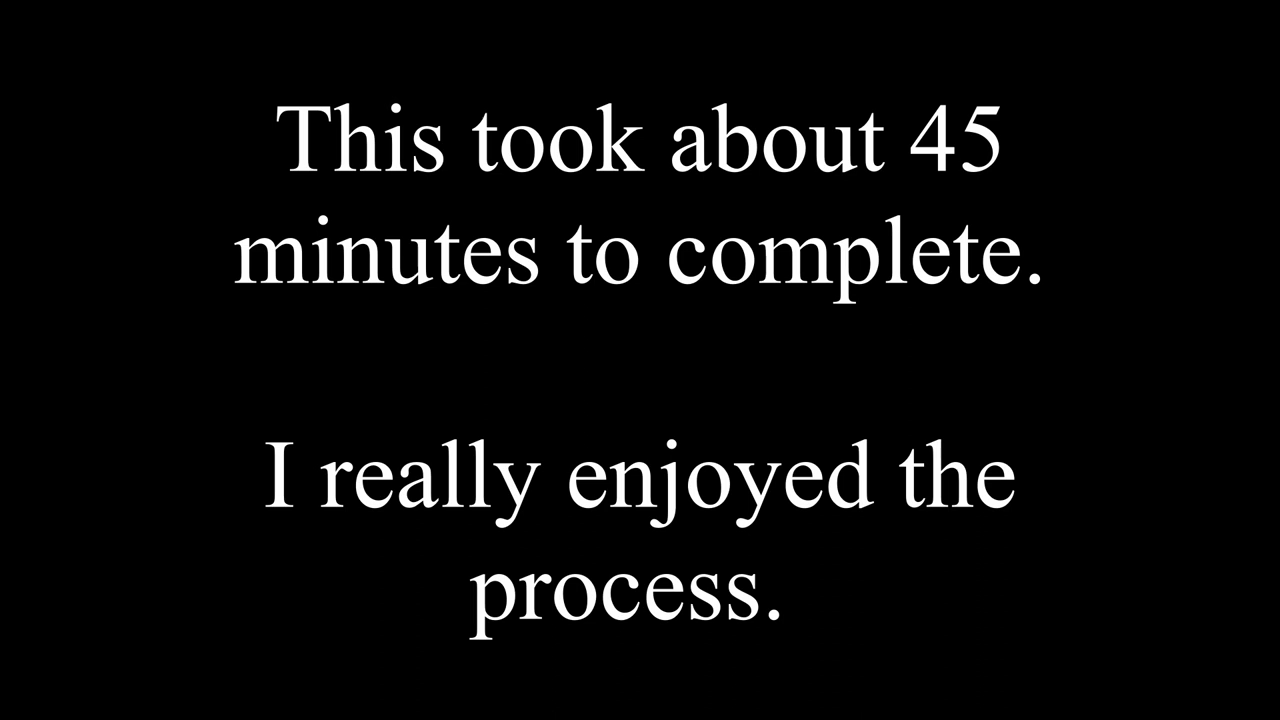 This took about 45
minutes to complete.
I really enjoyed the
process.